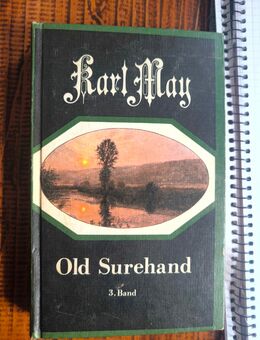 Karl May
Old Surehand
3. Band